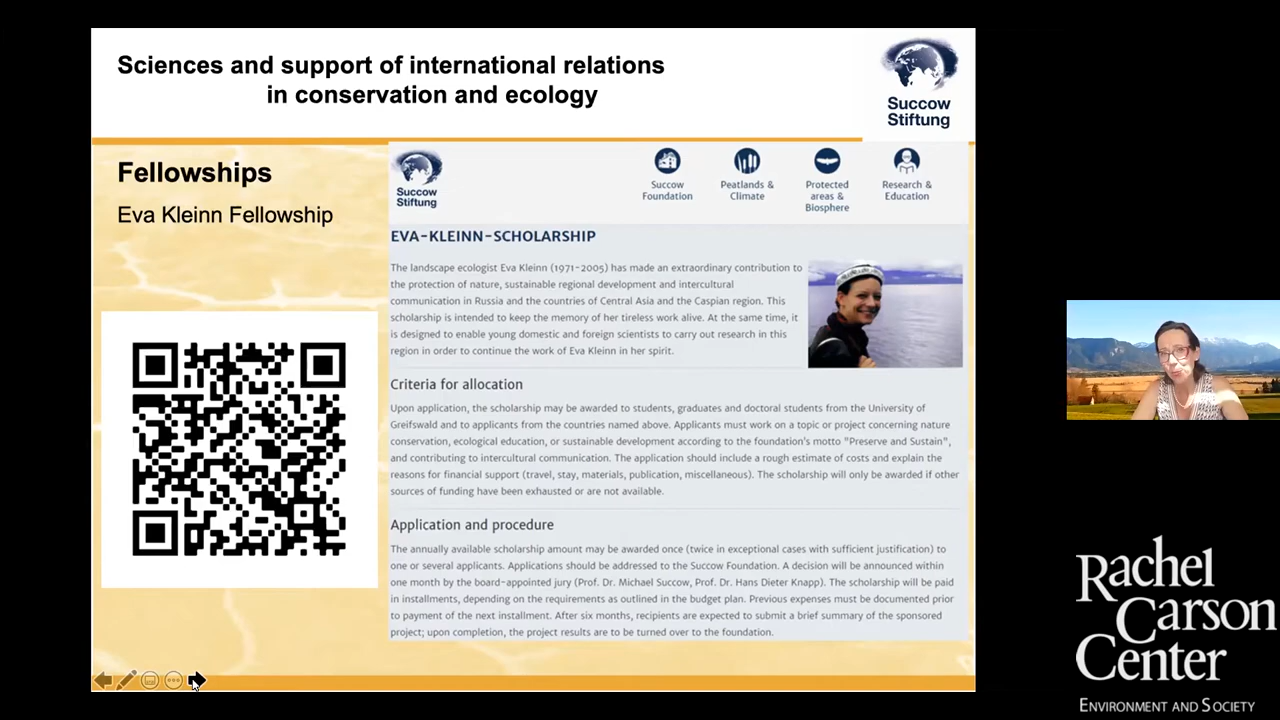 Sciences and support of international relations
in conservation and ecology
Succow
Stiftung
Fellowships
Eva Kleinn Fellowship
Succow
Stiftung
Succow
Foundation
Peatlands &
Climate
Protected
areas &
Biosphere
Research &
Education
EVA-KLEINN-SCHOLARSHIP
The landscape ecologist Eva Kleinn (1971-2005) has made an extraordinary contribution to
the protection of nature, sustainable regional development and intercultural
communication in Russia and the countries of Central Asia and the Caspian region. This
scholarship is intended to keep the memory of her tireless work alive. At the same time, it
is designed to enable young domestic and foreign scientists to carry out research in this
region in order to continue the work of Eva Kleinn in her spirit.
Criteria for allocation
Upon application, the scholarship may be awarded to students, graduates and doctoral students from the University of
Greifswald and to applicants from the countries named above. Applicants must work on a topic or project concerning nature
conservation, ecological education, or sustainable development according to the foundation's motto "Preserve and Sustain",
and contributing to intercultural communication. The application should include a rough estimate of costs and explain the
reasons for financial support (travel, stay, materials, publication, miscellaneous). The scholarship will only be awarded if other
sources of funding have been exhausted or are not available.
Application and procedure
The annually available scholarship amount may be awarded once (twice in exceptional cases with sufficient justification) to
one or several applicants. Applications should be addressed to the Succow Foundation. A decision will be announced within
one month by the board-appointed jury (Prof. Dr. Michael Succow, Prof. Dr. Hans Dieter Knapp). The scholarship will be paid
in installments, depending on the requirements as outlined in the budget plan. Previous expenses must be documented prior
to payment of the next installment. After six months, recipients are expected to submit a brief summary of the sponsored
project; upon completion, the project results are to be turned over to the foundation.
Rachel
Carson
Center
ENVIRONMENT AND SOCIETY